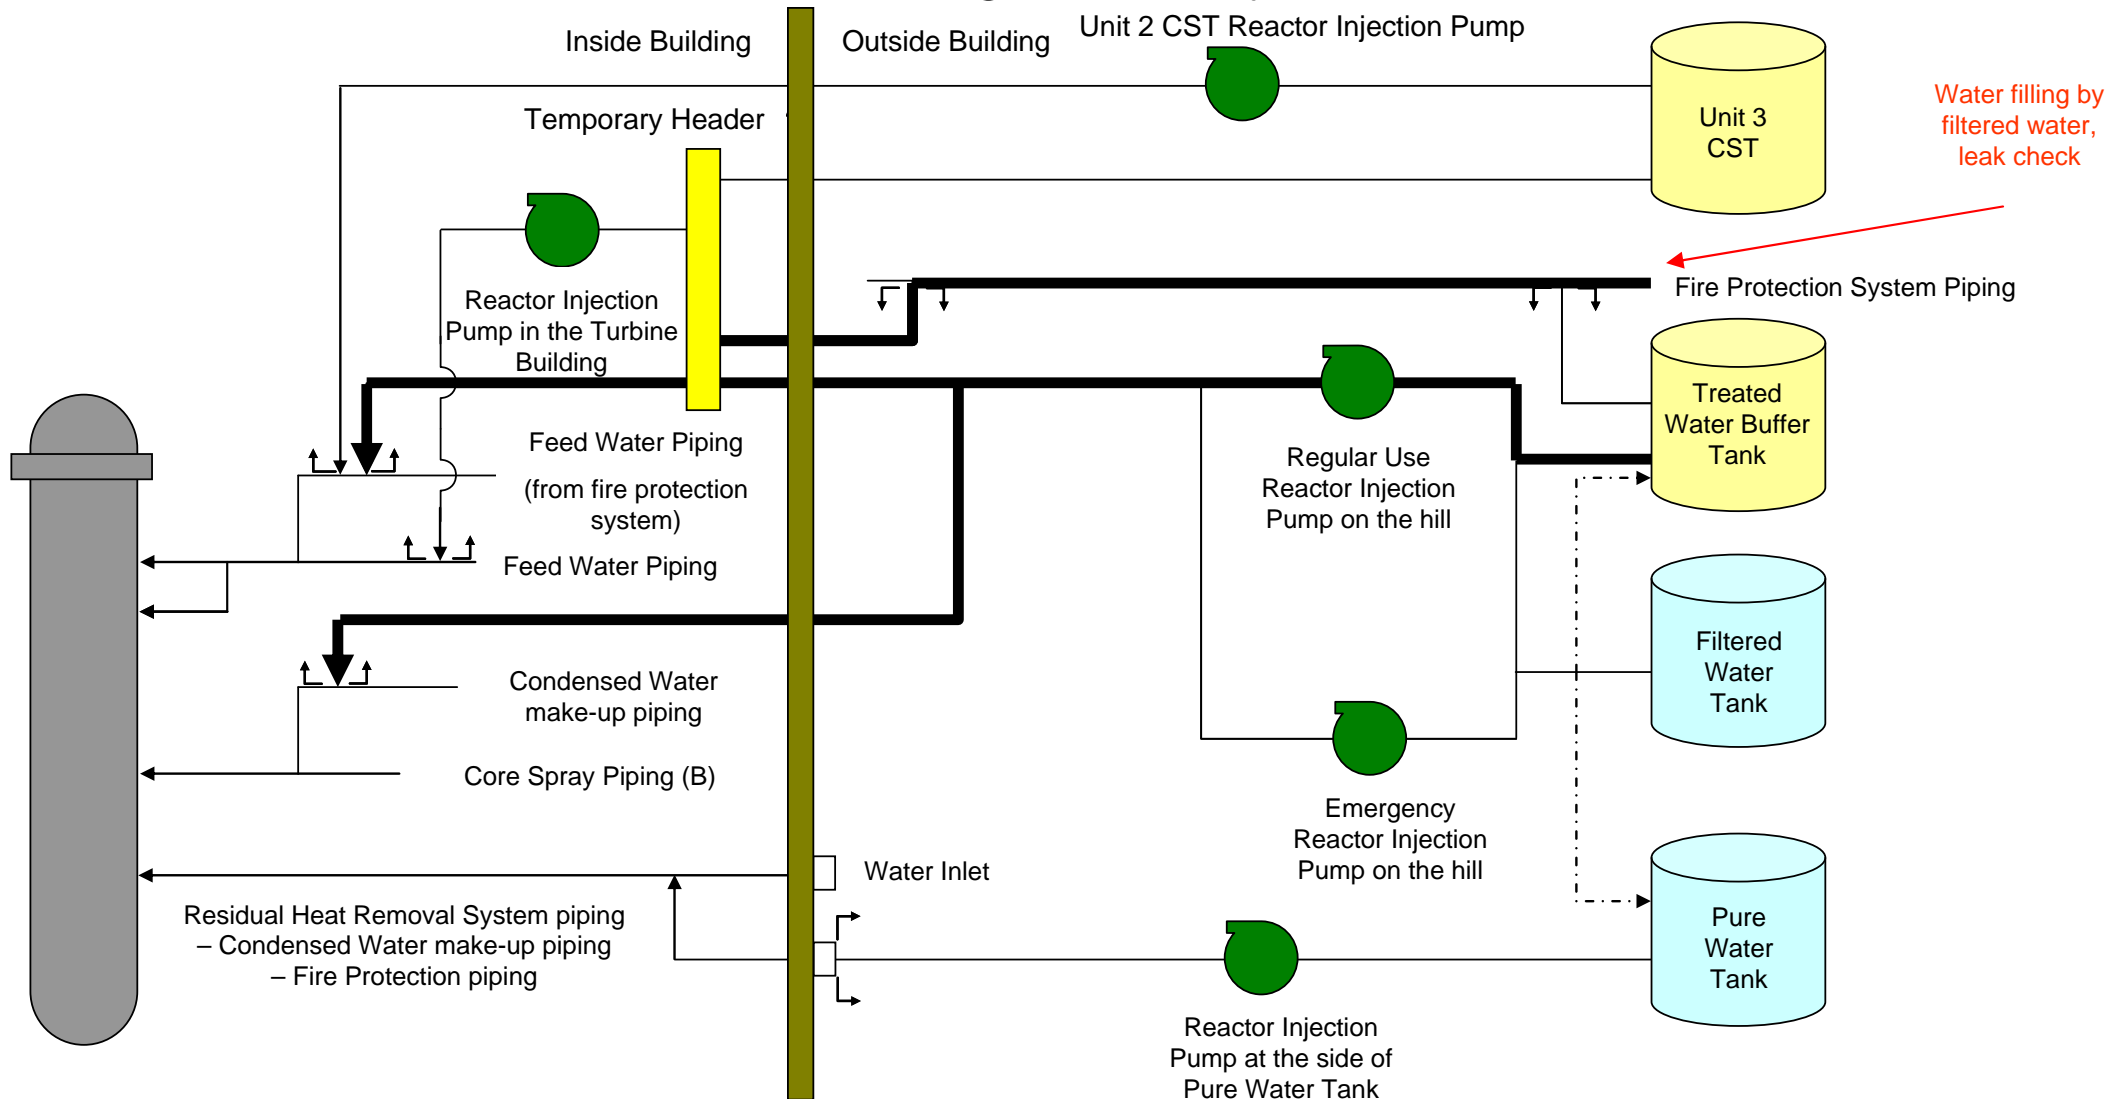 Unit 2 CST Reactor Injection Pump
Inside Building
Outside Building
Temporary Header
Unit 3
CST
Water filling by
filtered water,
leak check
Fire Protection System Piping
Reactor Injection
Pump in the Turbine
Building
Treated
Water Buffer
Tank
Feed Water Piping
(from fire protection
system)
Regular Use
Reactor Injection
Pump on the hill
Feed Water Piping
Filtered
Water
Tank
Condensed Water
make-up piping
Core Spray Piping (B)
Emergency
Reactor Injection
Pump on the hill
Water Inlet
Residual Heat Removal System piping
– Condensed Water make-up piping
– Fire Protection piping
Pure
Water
Tank
Reactor Injection
Pump at the side of
Pure Water Tank